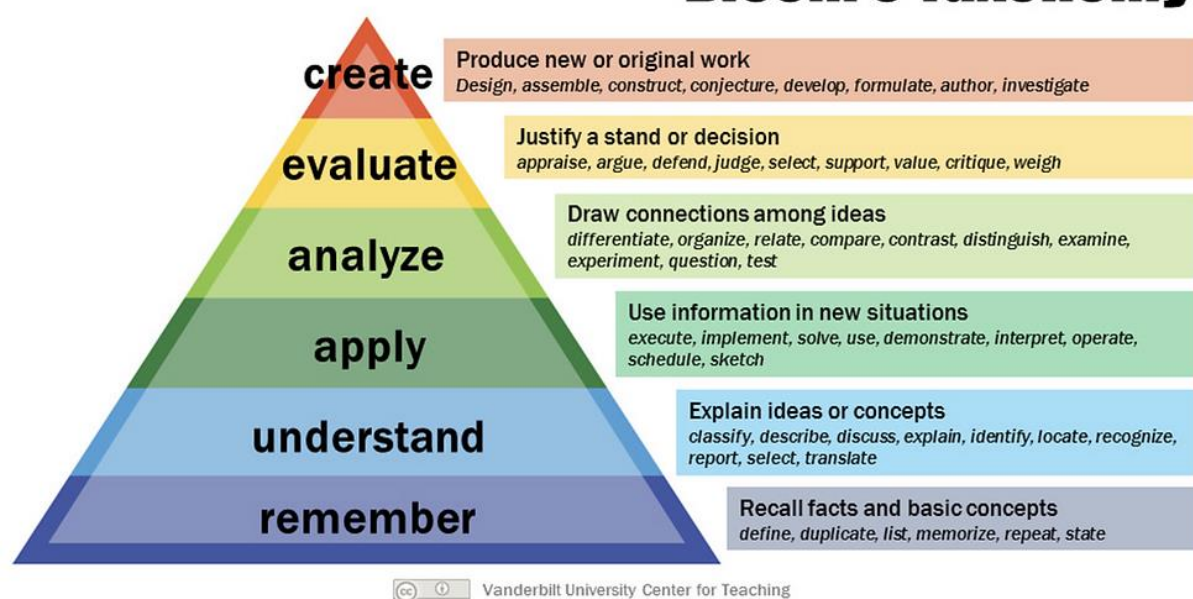 create
Produce new or original work
Design, assemble, construct, conjecture, develop, formulate, author, investigate
evaluate
Justify a stand or decision
appraise, argue, defend, judge, select, support, value, critique, weigh
analyze
Draw connections among ideas
differentiate, organize, relate, compare, contrast, distinguish, examine,
experiment, question, test
apply
Use information in new situations
execute, implement, solve, use, demonstrate, interpret, operate,
schedule, sketch
understand
Explain ideas or concepts
classify, describe, discuss, explain, identify, locate, recognize,
report, select, translate
remember
Recall facts and basic concepts
define, duplicate, list, memorize, repeat, state
cc
Vanderbilt University Center for Teaching